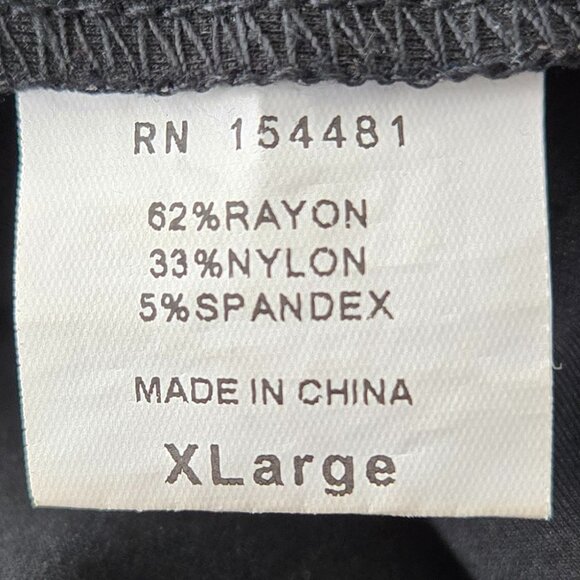 RN 154481
62%RAYON
33%NYLON
5%SPANDEX
MADE IN CHINA
XLarge